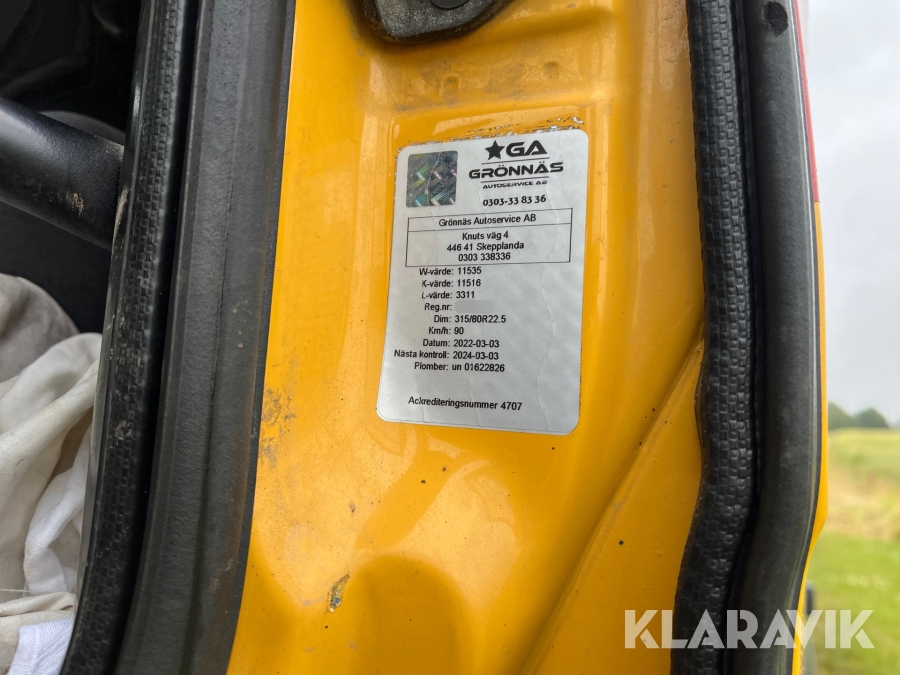 ★GA
GRÖNNÄS
AUTOSERVICE AB
0303-33 83 36
Grönnäs Autoservice AB
Knuts väg 4
446 41 Skepplanda
0303 338336
W-värde: 11535
K-värde: 11516
L-värde: 3311
Reg.nr:
Dim: 315/80R22.5
Km/h: 90
Datum: 2022-03-03
Nästa kontroll: 2024-03-03
Plomber: un 01622826
Ackrediteringsnummer 4707
KLARAVIK